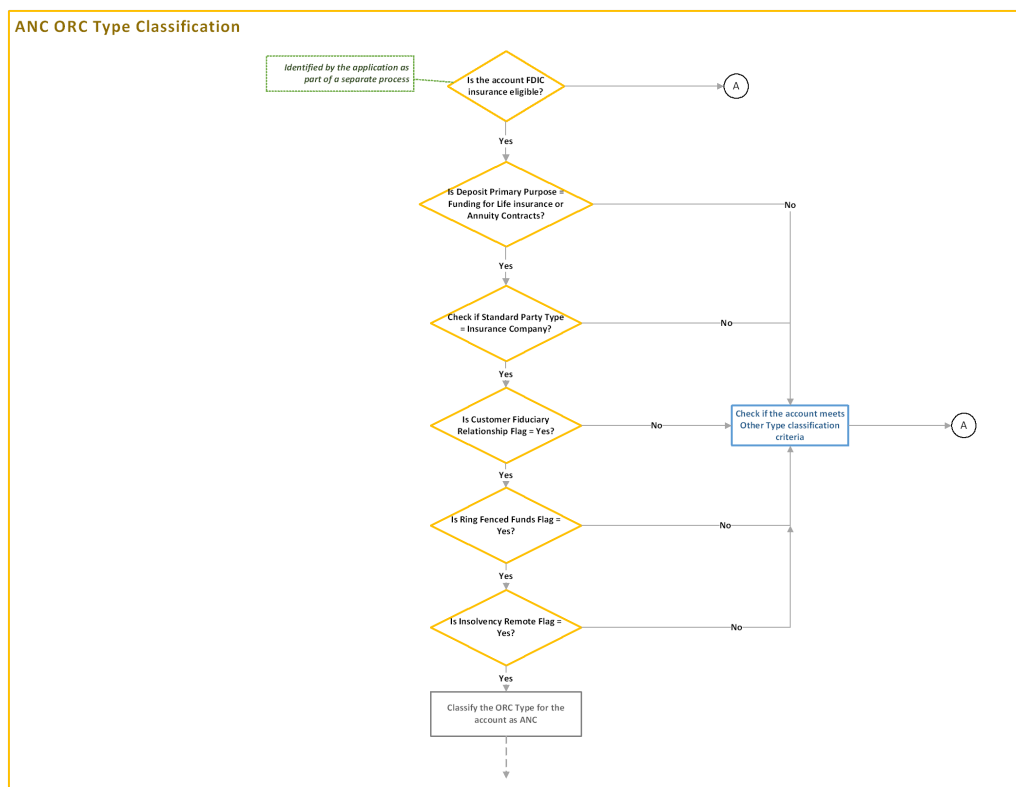 ANC ORC Type Classification
Identified by the application as
part of a separate process
Is the account FDIC
insurance eligible?
A
Yes
Is Deposit Primary Purpose =
Funding for Life insurance or
Annuity Contracts?
No
Yes
Check if Standard Party Type
= Insurance Company?
No
Yes
Is Customer Fiduciary
Relationship Flag = Yes?
No
Check if the account meets
Other Type classification
criteria
A
Yes
Is Ring Fenced Funds Flag =
Yes?
No
Yes
Is Insolvency Remote Flag =
Yes?
No
Yes
Classify the ORC Type for the
account as ANC